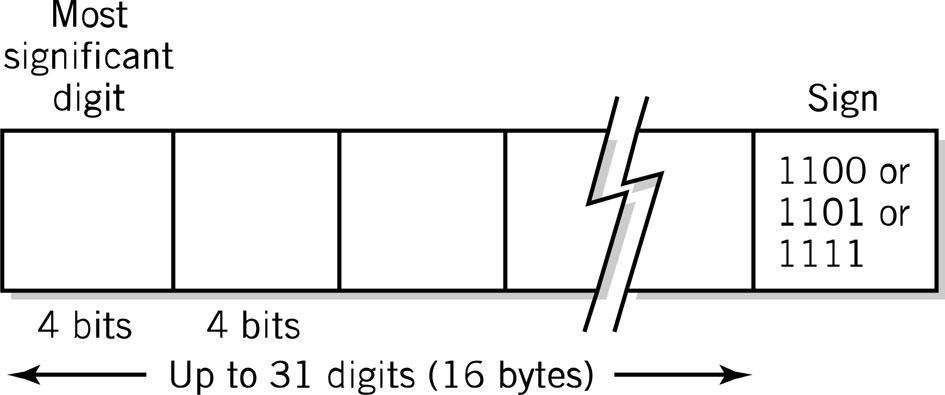 Most
significant
digit
Sign
1100 or
1101 or
1111
4 bits
4 bits
Up to 31 digits (16 bytes)